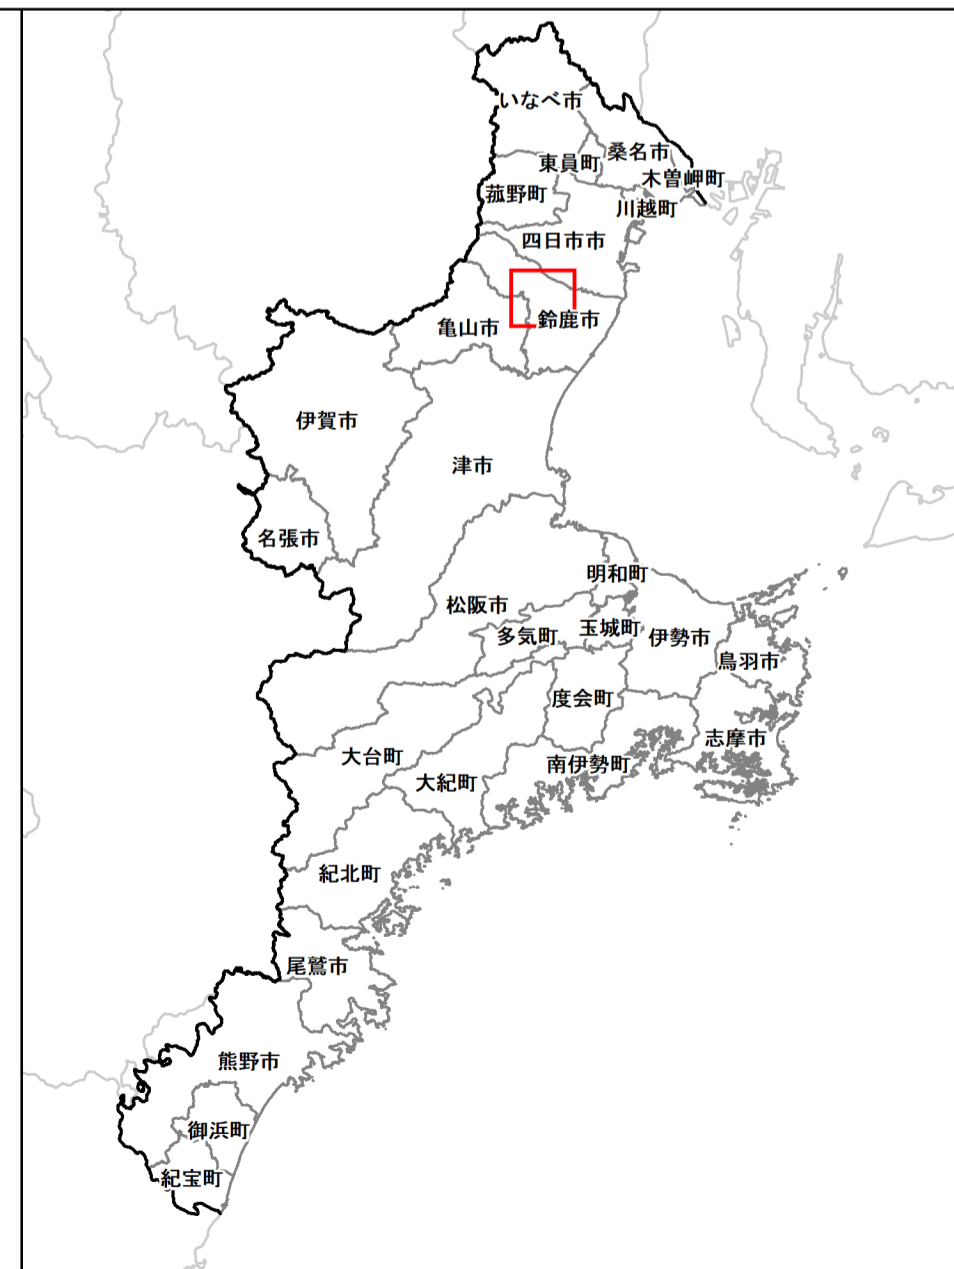 いなべ市
桑名市
東員町
木曽岬町
菰野町
川越町
四日市市
鈴鹿市
亀山市
伊賀市
津市
名張市
明和町
松阪市
玉城町
多気町
伊勢市
鳥羽市
度会町
志摩市
大台町
南伊勢町
大紀町
紀北町
尾鷲市
熊野市
御浜町
紀宝町